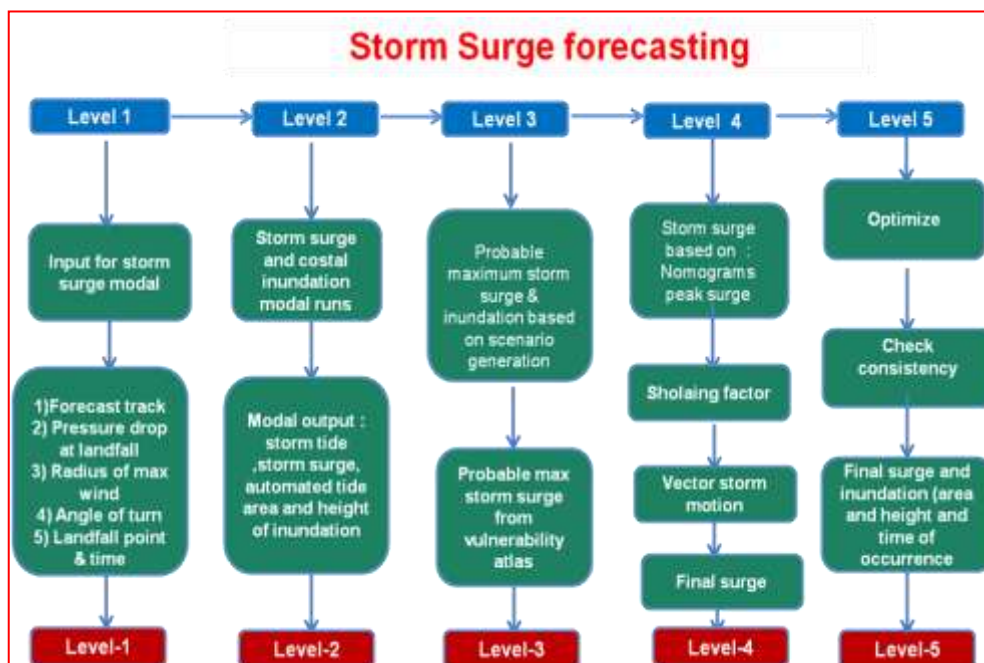 Storm Surge forecasting
Level 1
Level 2
Level 3
Level 4
Level 5
Input for storm
surge modal
1)Forecast track
2) Pressure drop
at landfall
3) Radius of max
wind
4) Angle of turn
5) Landfall point
& time
Level-1
Storm surge
and costal
inundation
modal runs
Modal output :
storm tide
,storm surge,
automated tide
area and height
of inundation
Level-2
Probable
maximum storm
surge &
inundation based
on scenario
generation
Probable max
storm surge
from
vulnerability
atlas
Level-3
Storm surge
based on :
Nomograms
peak surge
Sholaing factor
Vector storm
motion
Final surge
Level-4
Optimize
Check
consistency
Final surge and
inundation (area
and height and
time of
occurrence
Level-5